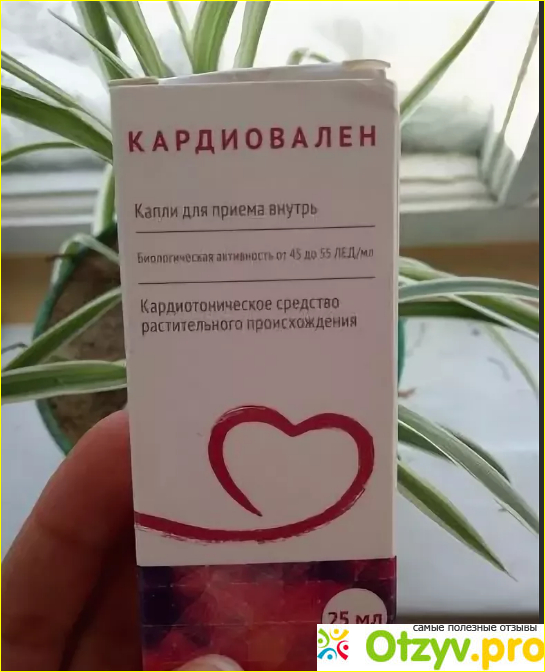 КАРДИОВАЛЕН
Капли для приема внутрь
Биологическая активность от 45 до 55 ЛЕД/мл
Кардиотоническое средство
растительного происхождения
25 мл
самые полезные отзывы
Otzyv.pro